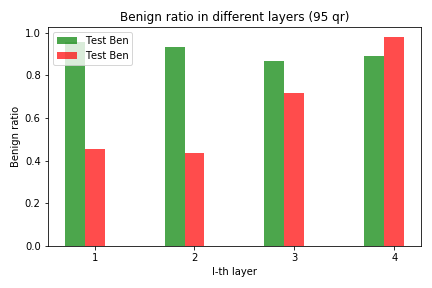 Benign ratio in different layers (95 qr)
Test Ben
Test Ben
1.0
0.8
0.6
0.4
0.2
0.0
Benign ratio
1 2 3 4
l-th layer